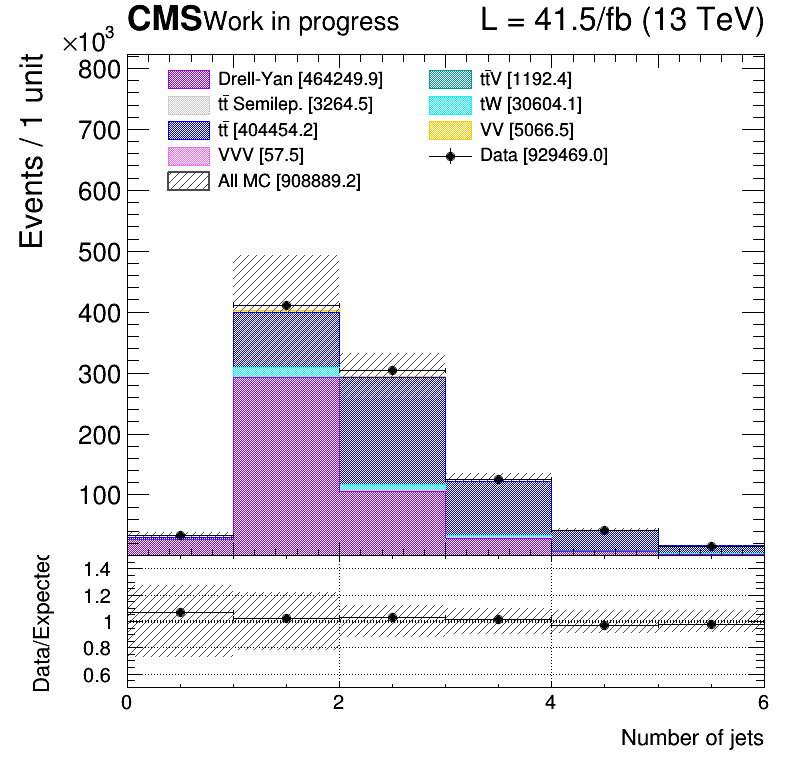 CMS Work in progress L = 41.5/fb (13 TeV)
×10³
Events / 1 unit
800
700
600
500
400
300
200
100
Drell-Yan [464249.9]
tt̄ Semilep. [3264.5]
tt̄ [404454.2]
VVV [57.5]
All MC [908889.2]
tt̄V [1192.4]
tW [30604.1]
VV [5066.5]
Data [929469.0]
Data/Expected
1.4
1.2
1
0.8
0.6
0 2 4 6
Number of jets